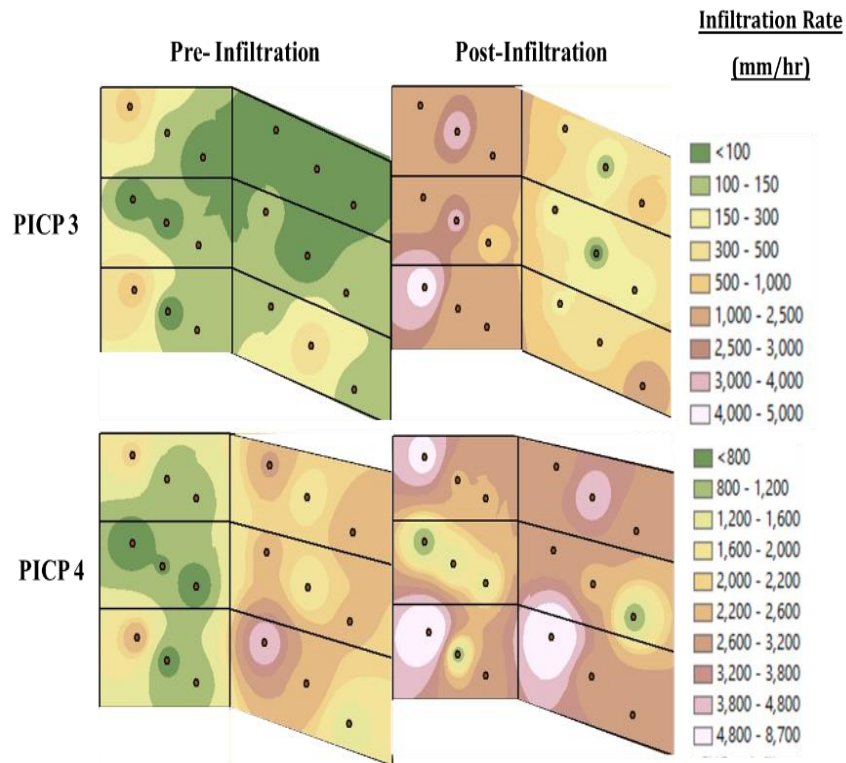 Infiltration Rate
(mm/hr)
Pre- Infiltration
Post-Infiltration
PICP 3
<100
100 - 150
150 - 300
300 - 500
500 - 1,000
1,000 - 2,500
2,500 - 3,000
3,000 - 4,000
4,000 - 5,000
PICP 4
<800
800 - 1,200
1,200 - 1,600
1,600 - 2,000
2,000 - 2,200
2,200 - 2,600
2,600 - 3,200
3,200 - 3,800
3,800 - 4,800
4,800 - 8,700